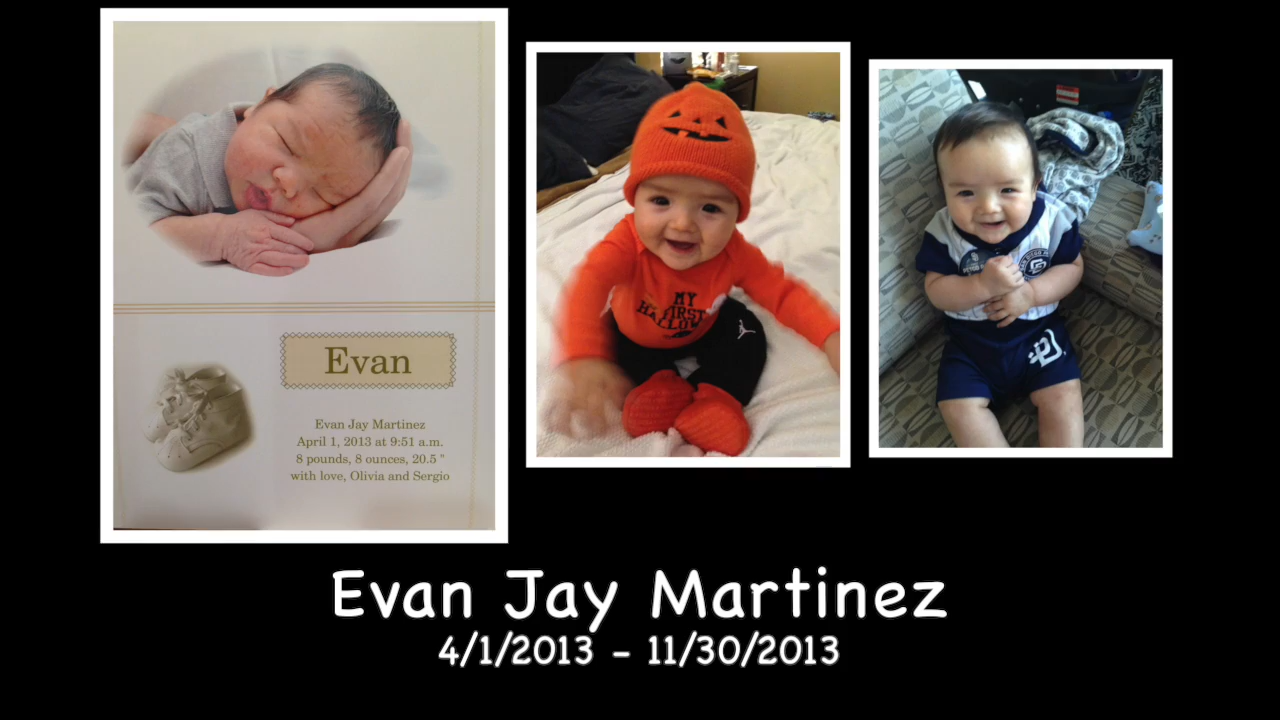 Evan
Evan Jay Martinez
April 1, 2013 at 9:51 a.m.
8 pounds, 8 ounces, 20.5 "
with love, Olivia and Sergio
MY
FIRST
Evan Jay Martinez
4/1/2013 - 11/30/2013